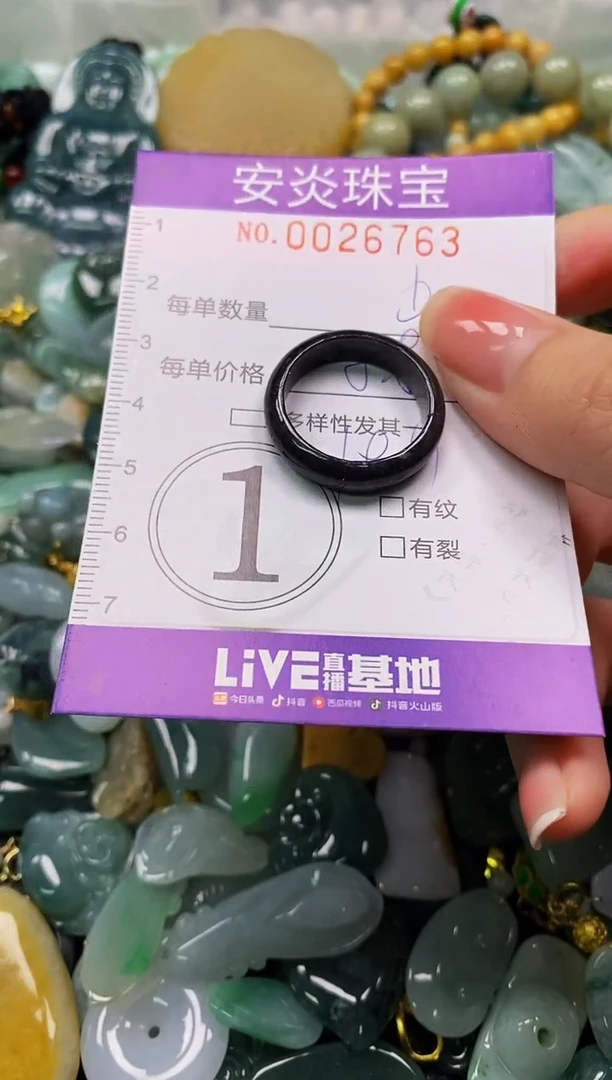 安炎珠宝
NO.0026763
1
2
每单数量
3
每单价格
4
多样性发其一
5
1
有纹
6
有裂
7
LiVE直播基地
今日头条 抖音 西瓜视频 抖音火山版